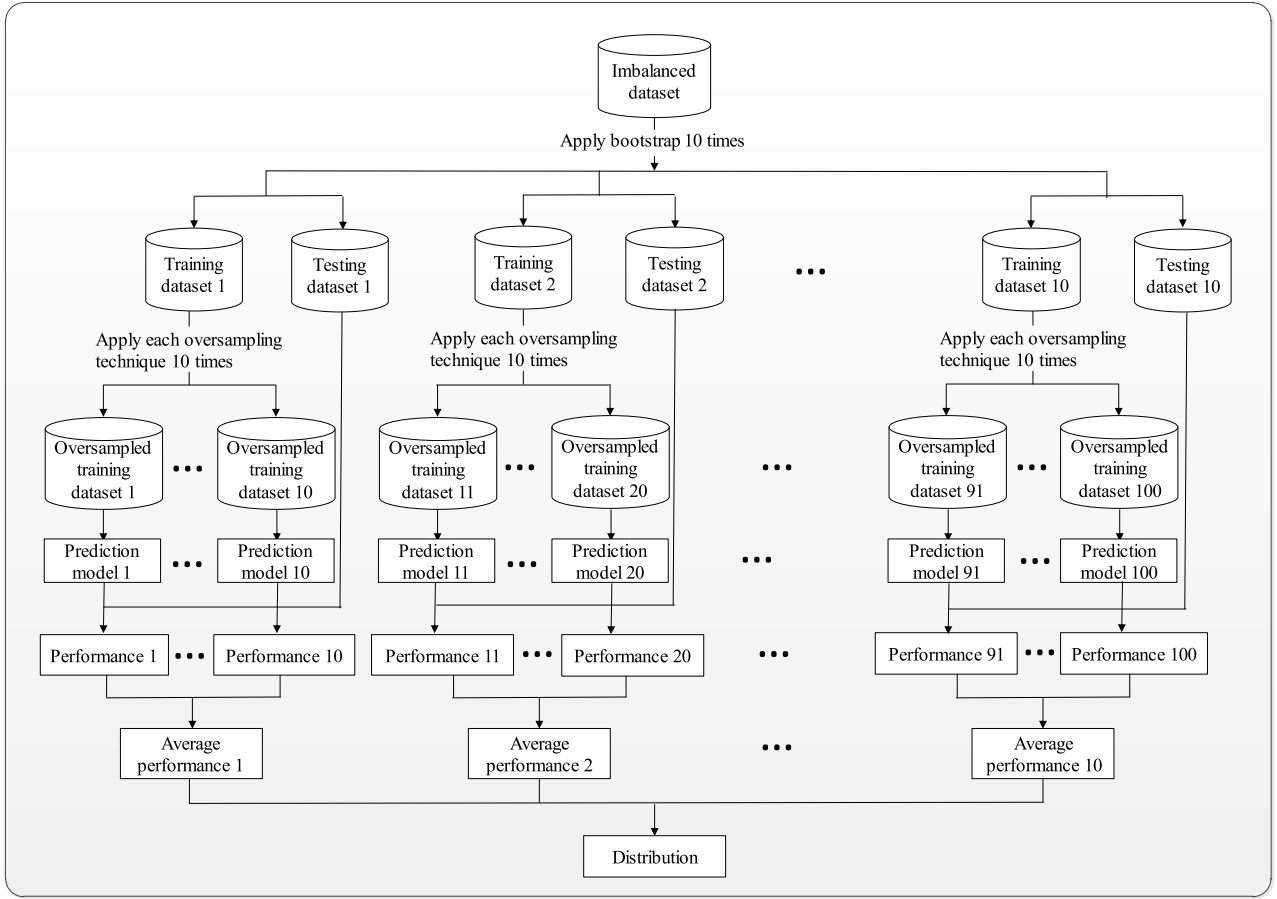 Imbalanced
dataset
Apply bootstrap 10 times
Training
dataset 1
Testing
dataset 1
Training
dataset 2
Testing
dataset 2
...
Training
dataset 10
Testing
dataset 10
Apply each oversampling
technique 10 times
Apply each oversampling
technique 10 times
Apply each oversampling
technique 10 times
Oversampled
training
dataset 1
...
Oversampled
training
dataset 10
Oversampled
training
dataset 11
...
Oversampled
training
dataset 20
...
Oversampled
training
dataset 91
...
Oversampled
training
dataset 100
Prediction
model 1
...
Prediction
model 10
Prediction
model 11
...
Prediction
model 20
...
Prediction
model 91
...
Prediction
model 100
Performance 1
...
Performance 10
Performance 11
...
Performance 20
...
Performance 91
...
Performance 100
Average
performance 1
Average
performance 2
...
Average
performance 10
Distribution